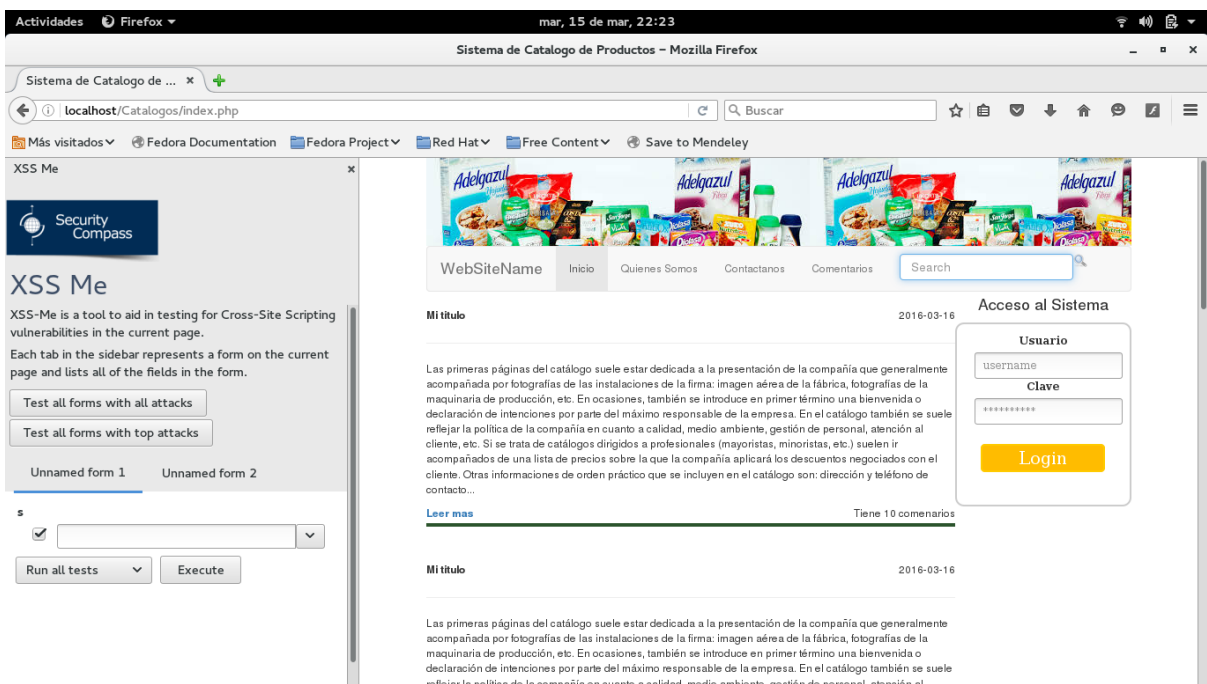 Actividades Firefox mar, 15 de mar, 22:23
Sistema de Catalogo de Productos – Mozilla Firefox
Sistema de Catalogo de ...
localhost/Catalogos/index.php Buscar
Más visitados Fedora Documentation Fedora Project Red Hat Free Content Save to Mendeley
XSS Me
Security
Compass
XSS Me
XSS-Me is a tool to aid in testing for Cross-Site Scripting
vulnerabilities in the current page.
Each tab in the sidebar represents a form on the current
page and lists all of the fields in the form.
Test all forms with all attacks
Test all forms with top attacks
Unnamed form 1 Unnamed form 2
s
Run all tests Execute
Adelgazul Adelgazul Adelgazul Adelgazul
WebSiteName Inicio Quienes Somos Contactanos Comentarios Search
Mi titulo 2016-03-16
Las primeras páginas del catálogo suele estar dedicada a la presentación de la compañía que generalmente
acompañada por fotografías de las instalaciones de la firma: imagen aérea de la fábrica, fotografías de la
maquinaria de producción, etc. En ocasiones, también se introduce en primer término una bienvenida o
declaración de intenciones por parte del máximo responsable de la empresa. En el catálogo también se suele
reflejar la política de la compañía en cuanto a calidad, medio ambiente, gestión de personal, atención al
cliente, etc. Si se trata de catálogos dirigidos a profesionales (mayoristas, minoristas, etc.) suelen ir
acompañados de una lista de precios sobre la que la compañía aplicará los descuentos negociados con el
cliente. Otras informaciones de orden práctico que se incluyen en el catálogo son: dirección y teléfono de
contacto...
Leer mas Tiene 10 comenarios
Acceso al Sistema
Usuario
username
Clave
**********
Login
Mi titulo 2016-03-16
Las primeras páginas del catálogo suele estar dedicada a la presentación de la compañía que generalmente
acompañada por fotografías de las instalaciones de la firma: imagen aérea de la fábrica, fotografías de la
maquinaria de producción, etc. En ocasiones, también se introduce en primer término una bienvenida o
declaración de intenciones por parte del máximo responsable de la empresa. En el catálogo también se suele
reflejar la política de la compañía en cuanto a calidad, medio ambiente, gestión de personal, atención al